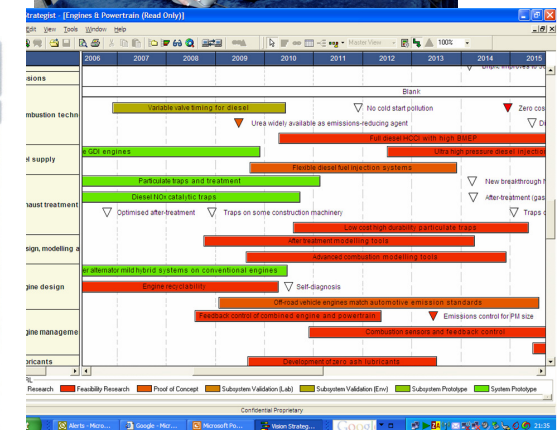 Strategist - [Engines & Powertrain (Read Only)]
Edit View Tools Window Help
Master View 100%
2006 2007 2008 2009 2010 2011 2012 2013 2014 2015
Blank
Variable valve timing for diesel
No cold start pollution
Zero cos
Urea widely available as emissions-reducing agent
Full diesel HCCI with high BMEP
e GDI engines
Ultra high pressure diesel injection
el supply
Flexible diesel fuel injection systems
Particulate traps and treatment
New breakthrough
Diesel NOx catalytic traps
After-treatment (gas
haust treatment
Optimised after-treatment
Traps on some construction machinery
Traps
Low cost high durability particulate traps
After treatment modelling tools
sign, modeling a
Advanced combustion modelling tools
er alternator mild hybrid systems on conventional engines
gine design
Engine recyclability
Self-diagnosis
Off-road vehicle engines match automotive emission standards
Feedback control of combined engine and powertrain
Emissions control for PM size
gine manageme
Combustion sensors and feedback control
bricants
Development of zero ash lubricants
Research: Feasibility Research Proof of Concept Subsystem Validation (Lab) Subsystem Validation (Env) Subsystem Prototype System Prototype
Confidential Proprietary
Alerts - Micro... Google - Micr... Microsoft Po... Vision Strateg... Google 21:35